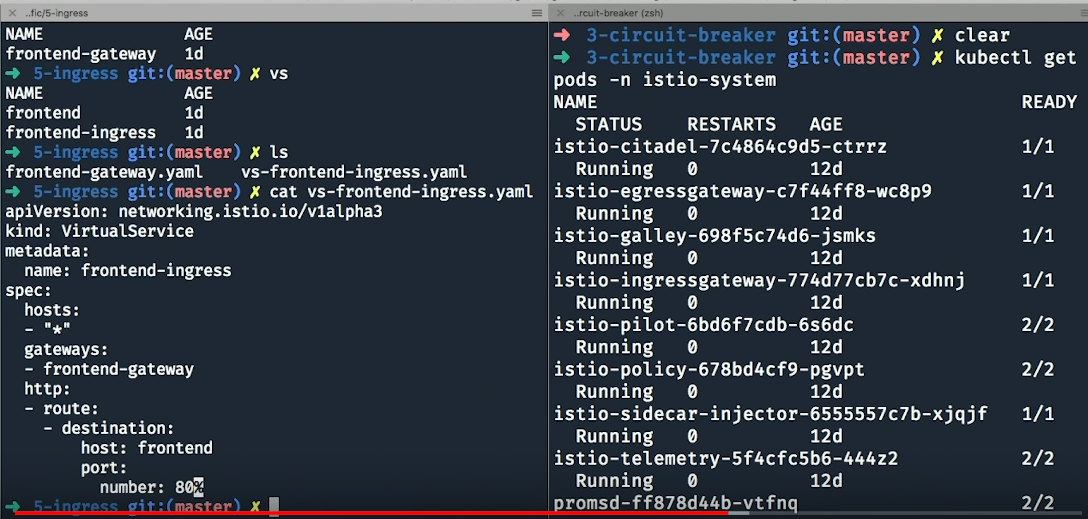 ..fic/5-ingress
NAME AGE
frontend-gateway 1d
➜ 5-ingress git:(master) ✗ vs
NAME AGE
frontend 1d
frontend-ingress 1d
➜ 5-ingress git:(master) ✗ ls
frontend-gateway.yaml vs-frontend-ingress.yaml
➜ 5-ingress git:(master) ✗ cat vs-frontend-ingress.yaml
apiVersion: networking.istio.io/v1alpha3
kind: VirtualService
metadata:
  name: frontend-ingress
spec:
  hosts:
  - "*"
  gateways:
  - frontend-gateway
  http:
  - route:
    - destination:
        host: frontend
        port:
          number: 80%
➜ 5-ingress git:(master) ✗
..rcuit-breaker (zsh)
➜ 3-circuit-breaker git:(master) ✗ clear
➜ 3-circuit-breaker git:(master) ✗ kubectl get
pods -n istio-system
NAME READY
  STATUS RESTARTS AGE
istio-citadel-7c4864c9d5-ctrrz 1/1
  Running 0 12d
istio-egressgateway-c7f44ff8-wc8p9 1/1
  Running 0 12d
istio-galley-698f5c74d6-jsmks 1/1
  Running 0 12d
istio-ingressgateway-774d77cb7c-xdhnj 1/1
  Running 0 12d
istio-pilot-6bd6f7cdb-6s6dc 2/2
  Running 0 12d
istio-policy-678bd4cf9-pgvpt 2/2
  Running 0 12d
istio-sidecar-injector-6555557c7b-xjqjf 1/1
  Running 0 12d
istio-telemetry-5f4cfc5b6-444z2 2/2
  Running 0 12d
promsd-ff878d44b-vtfnq 2/2